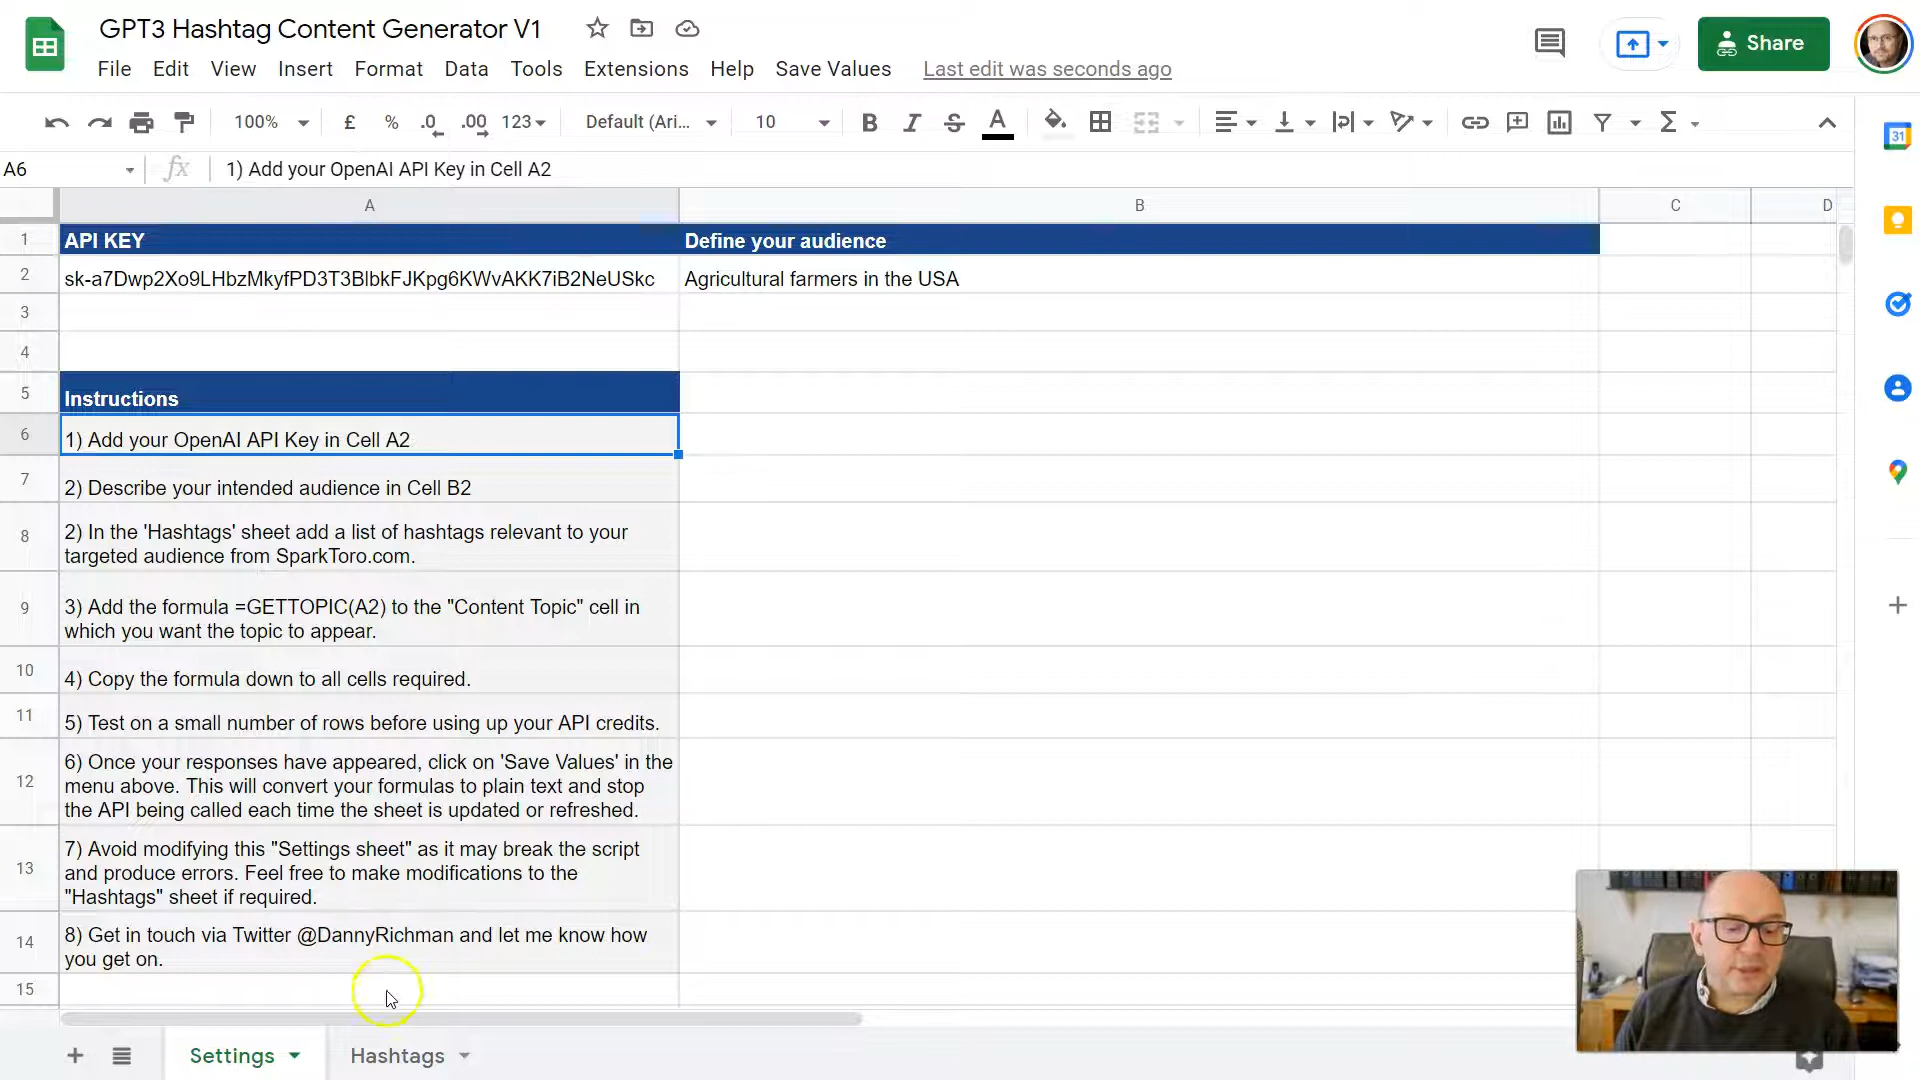 GPT3 Hashtag Content Generator V1
File Edit View Insert Format Data Tools Extensions Help Save Values Last edit was seconds ago
Share
100% £ % .0 .00 123 Default (Ari... 10 B I S A
31
A6 fx 1) Add your OpenAI API Key in Cell A2
A B C D
1 API KEY Define your audience
2 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 Agricultural farmers in the USA
3
4
5 Instructions
6 1) Add your OpenAI API Key in Cell A2
7 2) Describe your intended audience in Cell B2
8 2) In the 'Hashtags' sheet add a list of hashtags relevant to your
targeted audience from SparkToro.com.
9 3) Add the formula =GETTOPIC(A2) to the "Content Topic" cell in
which you want the topic to appear.
10 4) Copy the formula down to all cells required.
11 5) Test on a small number of rows before using up your API credits.
12 6) Once your responses have appeared, click on 'Save Values' in the
menu above. This will convert your formulas to plain text and stop
the API being called each time the sheet is updated or refreshed.
13 7) Avoid modifying this "Settings sheet" as it may break the script
and produce errors. Feel free to make modifications to the
"Hashtags" sheet if required.
14 8) Get in touch via Twitter @DannyRichman and let me know how
you get on.
15
Settings Hashtags